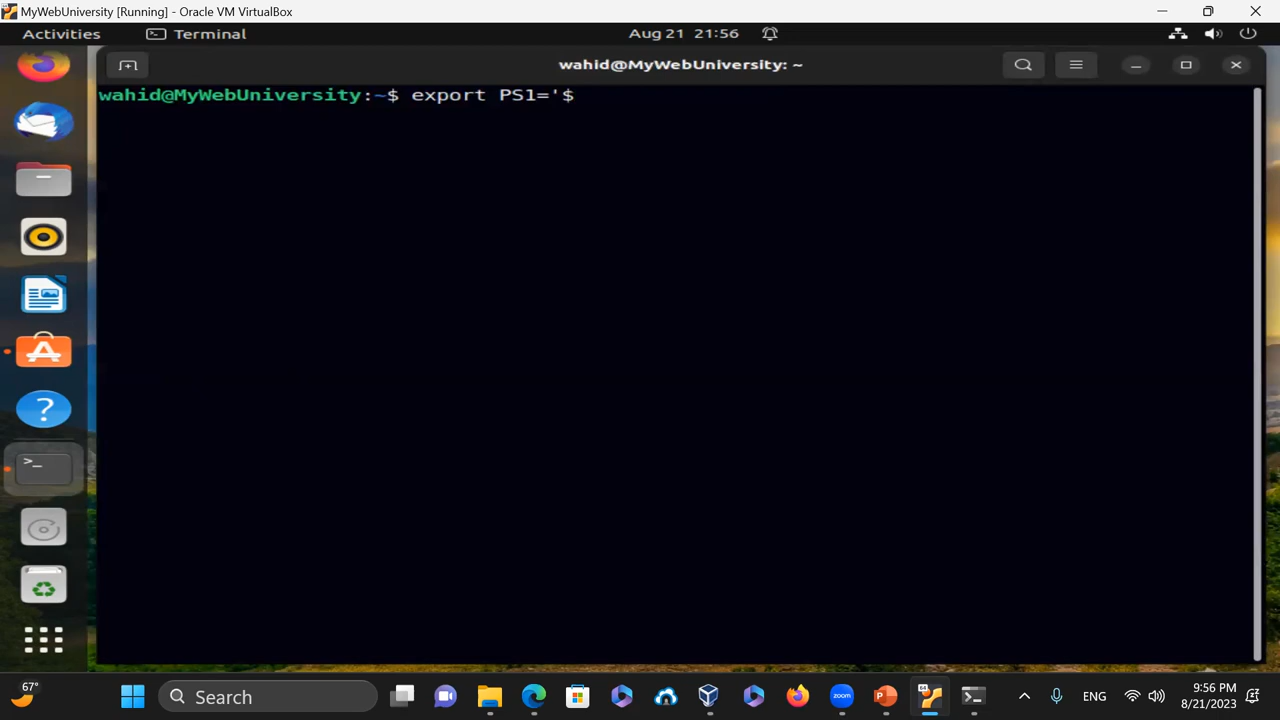 MyWebUniversity [Running] - Oracle VM VirtualBox
Activities
Terminal
Aug 21 21:56
wahid@MyWebUniversity: ~
wahid@MyWebUniversity:~$ export PS1='$
>_
?
67°
Search
zoom
ENG
9:56 PM
8/21/2023